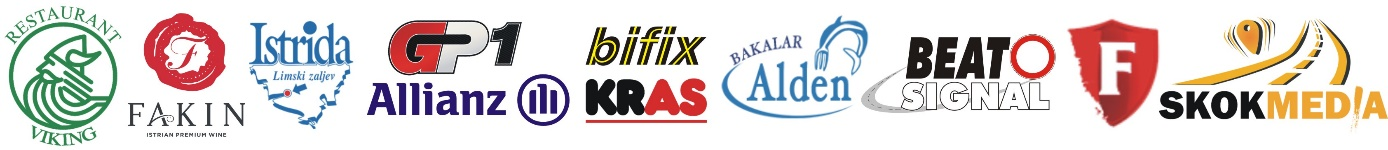 RESTAURANT
VIKING
F
FAKIN
ISTRIAN PREMIUM WINE
Istrida
Limski zaljev
GP1
Allianz
bifix
KRAS
BAKALAR
Alden
BEATO
SIGNAL
F
SKOKMEDIA